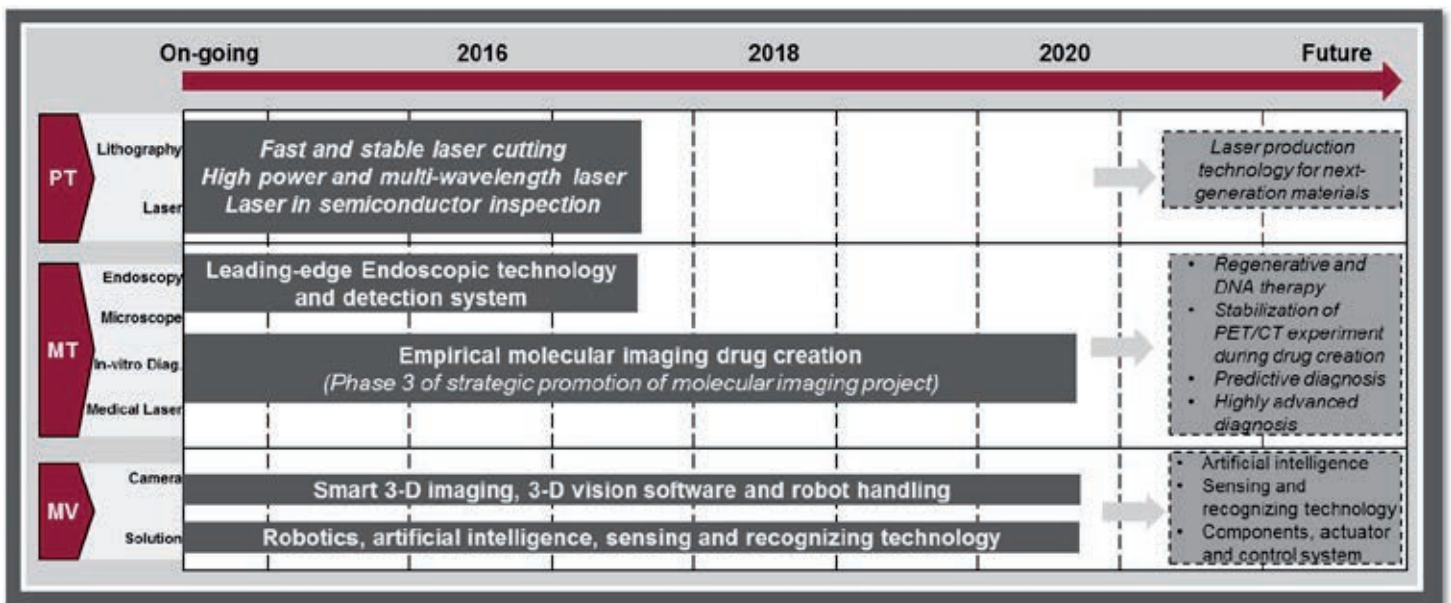 On-going 2016 2018 2020 Future
PT
Lithography
Laser
Fast and stable laser cutting
High power and multi-wavelength laser
Laser in semiconductor inspection
Laser production
technology for next-
generation materials
MT
Endoscopy
Microscope
In-vitro Diag.
Medical Laser
Leading-edge Endoscopic technology
and detection system
Empirical molecular imaging drug creation
(Phase 3 of strategic promotion of molecular imaging project)
• Regenerative and
DNA therapy
• Stabilization of
PET/CT experiment
during drug creation
• Predictive diagnosis
• Highly advanced
diagnosis
MV
Camera
Solution
Smart 3-D imaging, 3-D vision software and robot handling
Robotics, artificial intelligence, sensing and recognizing technology
• Artificial intelligence
• Sensing and
recognizing technology
• Components, actuator
and control system